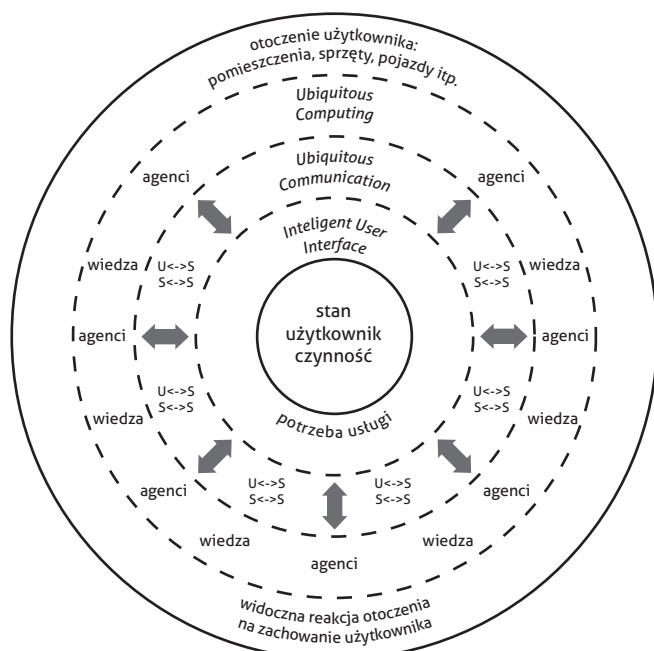 otoczenie użytkownika:
pomieszczenia, sprzęty, pojazdy itp.
Ubiquitous
Computing
Ubiquitous
Communication
agenci
agenci
Inteligent User
Interface
wiedza
U<->S
S<->S
U<->S
S<->S
wiedza
stan
użytkownik
czynność
agenci
agenci
wiedza
U<->S
S<->S
U<->S
S<->S
wiedza
potrzeba usługi
agenci
U<->S
S<->S
U<->S
S<->S
agenci
wiedza
wiedza
agenci
widoczna reakcja otoczenia
na zachowanie użytkownika